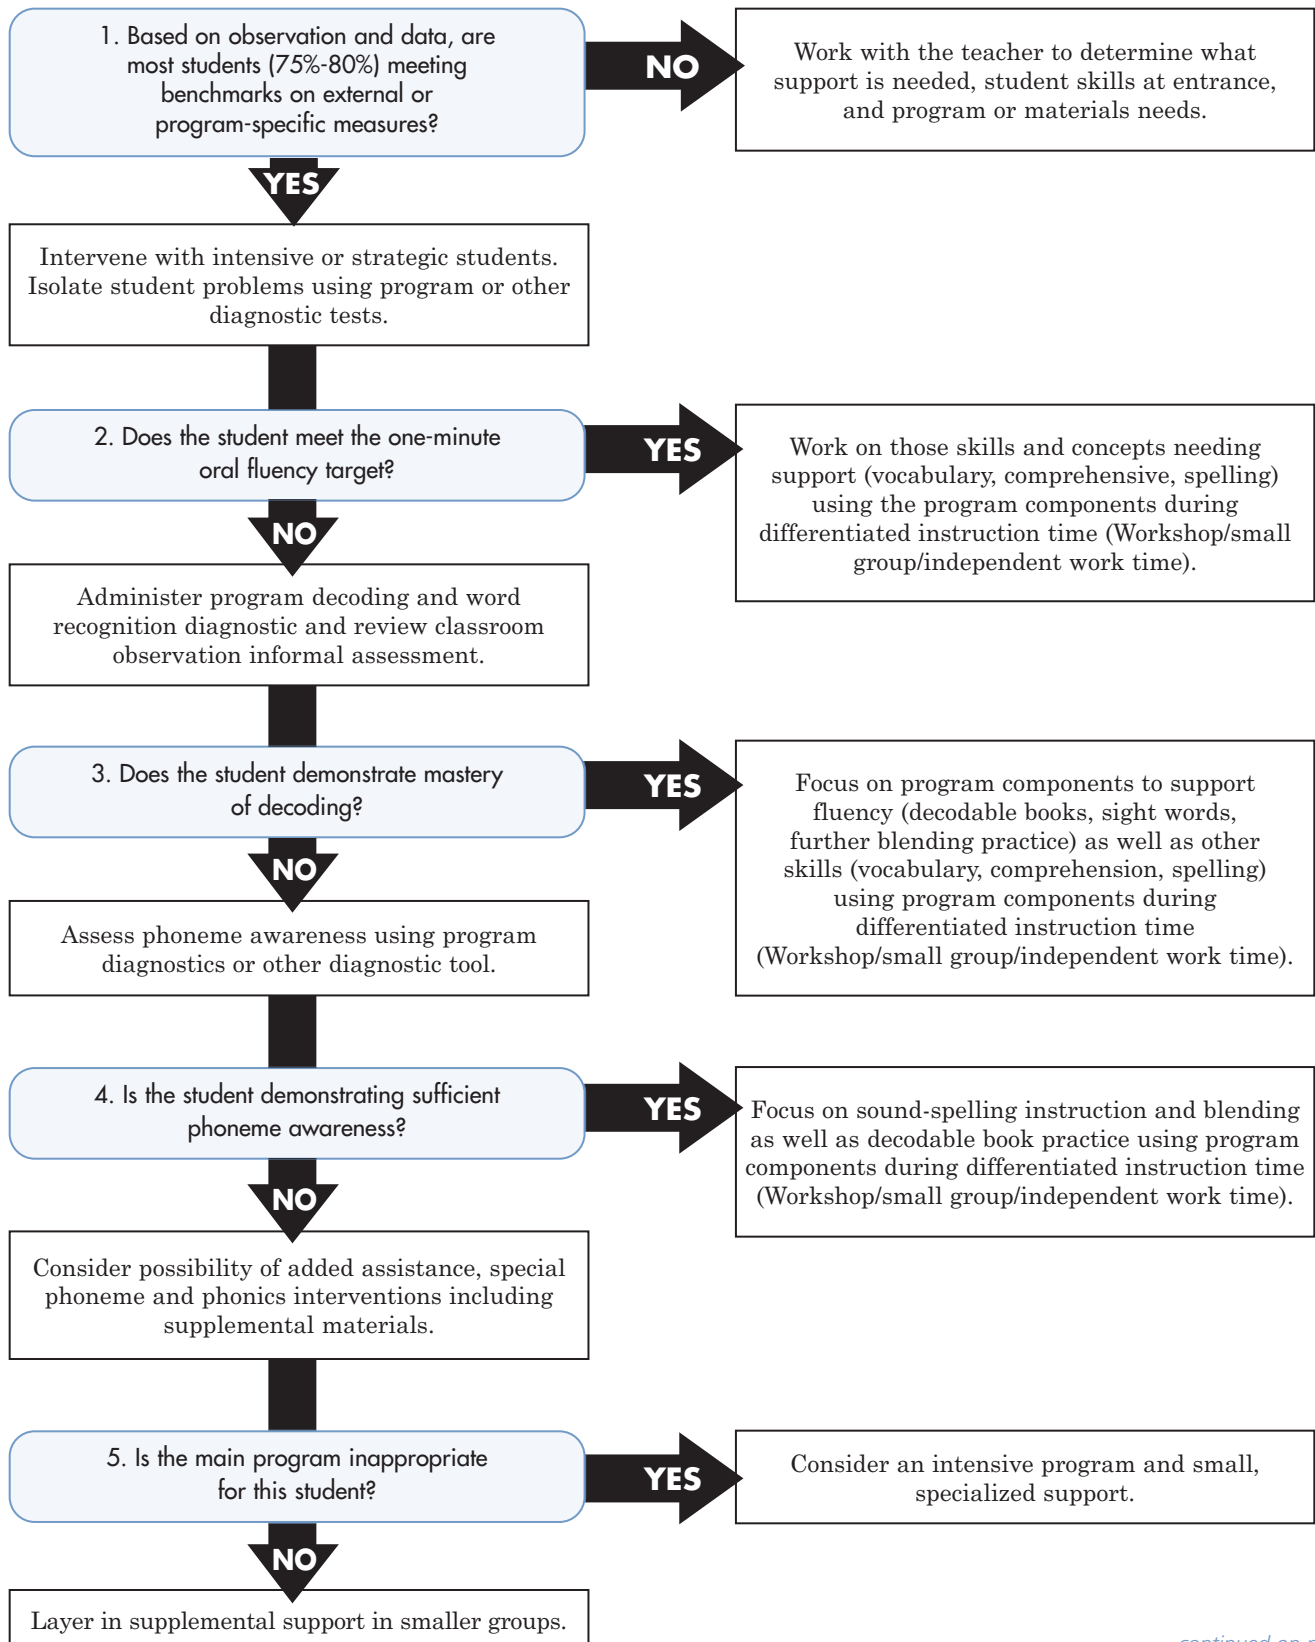 1. Based on observation and data, are
most students (75%-80%) meeting
benchmarks on external or
program-specific measures?
NO
Work with the teacher to determine what
support is needed, student skills at entrance,
and program or materials needs.
YES
Intervene with intensive or strategic students.
Isolate student problems using program or other
diagnostic tests.
2. Does the student meet the one-minute
oral fluency target?
YES
Work on those skills and concepts needing
support (vocabulary, comprehensive, spelling)
using the program components during
differentiated instruction time (Workshop/small
group/independent work time).
NO
Administer program decoding and word
recognition diagnostic and review classroom
observation informal assessment.
3. Does the student demonstrate mastery
of decoding?
YES
Focus on program components to support
fluency (decodable books, sight words,
further blending practice) as well as other
skills (vocabulary, comprehension, spelling)
using program components during
differentiated instruction time
(Workshop/small group/independent work time).
NO
Assess phoneme awareness using program
diagnostics or other diagnostic tool.
4. Is the student demonstrating sufficient
phoneme awareness?
YES
Focus on sound-spelling instruction and blending
as well as decodable book practice using program
components during differentiated instruction time
(Workshop/small group/independent work time).
NO
Consider possibility of added assistance, special
phoneme and phonics interventions including
supplemental materials.
5. Is the main program inappropriate
for this student?
YES
Consider an intensive program and small,
specialized support.
NO
Layer in supplemental support in smaller groups.